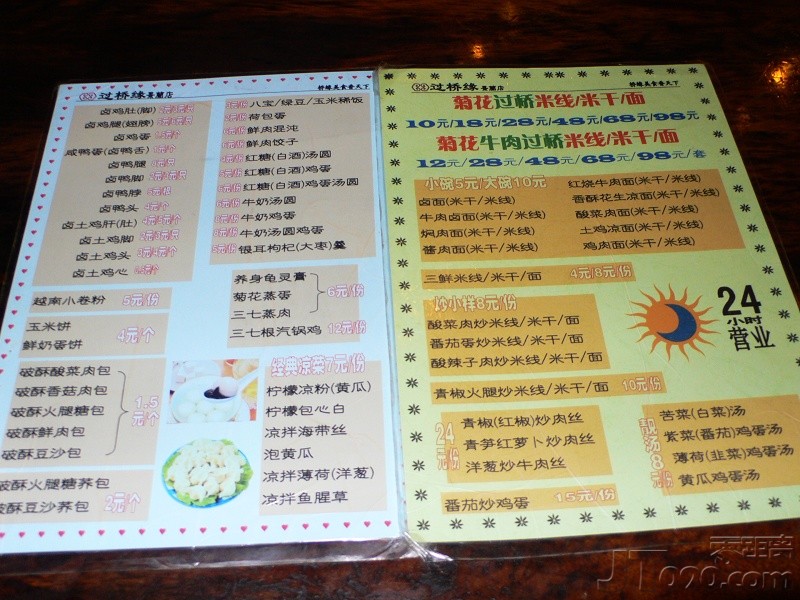 过桥缘景兰店 桥缘美食香天下
卤鸡肚(脚)
卤鸡腿(翅膀)
卤鸡蛋
咸鸭蛋(卤鸭舌)
卤鸭腿
卤鸭脚
卤鸭脖
卤鸭头
卤土鸡肝(肚)
卤土鸡脚
卤土鸡头
卤土鸡心
八宝/绿豆/玉米稀饭
荷包蛋
鲜肉混沌
鲜肉饺子
红糖(白酒)汤圆
红糖(白酒)鸡蛋
红糖(白酒)鸡蛋汤圆
牛奶汤圆
牛奶鸡蛋
牛奶汤圆鸡蛋
银耳枸杞(大枣)羹
越南小卷粉 5元/份
玉米饼
鲜奶蛋饼
4元/个
破酥酸菜肉包
破酥香菇肉包
破酥火腿糖包
破酥鲜肉包
破酥豆沙包
1.5元/个
破酥火腿糖荞包
破酥豆沙荞包
2元/个
养身龟灵膏
菊花蒸蛋
三七蒸肉
6元/份
三七根汽锅鸡 12元/份
经典凉菜7元/份
柠檬凉粉(黄瓜)
柠檬包心白
凉拌海带丝
泡黄瓜
凉拌薄荷(洋葱)
凉拌鱼腥草
过桥缘景兰店 桥缘美食香天下
菊花过桥米线/米干/面
10元/18元/28元/48元/68元/98元
菊花牛肉过桥米线/米干/面
12元/28元/48元/68元/98元/套
小碗5元/大碗10元
卤面(米干/米线)
牛肉卤面(米干/米线)
焖肉面(米干/米线)
酱肉面(米干/米线)
红烧牛肉面(米干/米线)
香酥花生凉面(米干/米线)
酸菜肉面(米干/米线)
土鸡凉面(米干/米线)
鸡肉面(米干/米线)
三鲜米线/米干/面 4元/8元/份
炒小样8元/份
酸菜肉炒米线/米干/面
番茄蛋炒米线/米干/面
酸辣子肉炒米线/米干/面
24小时营业
青椒火腿炒米线/米干/面 10元/份
24元/份
青椒(红椒)炒肉丝
青笋红萝卜炒肉丝
洋葱炒牛肉丝
番茄炒鸡蛋 15元/份
靓汤8元/份
苦菜(白菜)汤
紫菜(番茄)鸡蛋汤
薄荷(韭菜)鸡蛋汤
黄瓜鸡蛋汤